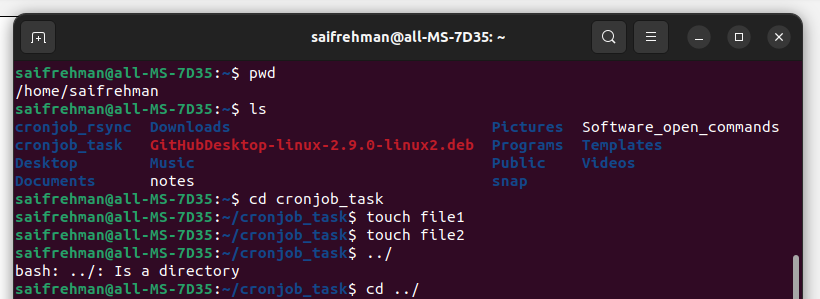 saifrehman@all-MS-7D35: ~
saifrehman@all-MS-7D35:~$ pwd
/home/saifrehman
saifrehman@all-MS-7D35:~$ ls
cronjob_rsync  Downloads                              Pictures  Software_open_commands
cronjob_task   GitHubDesktop-linux-2.9.0-linux2.deb  Programs  Templates
Desktop        Music                                  Public    Videos
Documents      notes                                  snap
saifrehman@all-MS-7D35:~$ cd cronjob_task
saifrehman@all-MS-7D35:~/cronjob_task$ touch file1
saifrehman@all-MS-7D35:~/cronjob_task$ touch file2
saifrehman@all-MS-7D35:~/cronjob_task$ ../
bash: ../: Is a directory
saifrehman@all-MS-7D35:~/cronjob_task$ cd ../